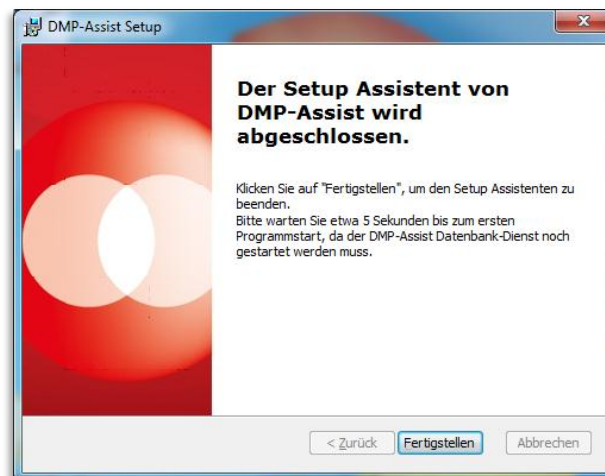 DMP-Assist Setup
Der Setup Assistent von
DMP-Assist wird
abgeschlossen.
Klicken Sie auf "Fertigstellen", um den Setup Assistenten zu
beenden.
Bitte warten Sie etwa 5 Sekunden bis zum ersten
Programmstart, da der DMP-Assist Datenbank-Dienst noch
gestartet werden muss.
< Zurück Fertigstellen Abbrechen